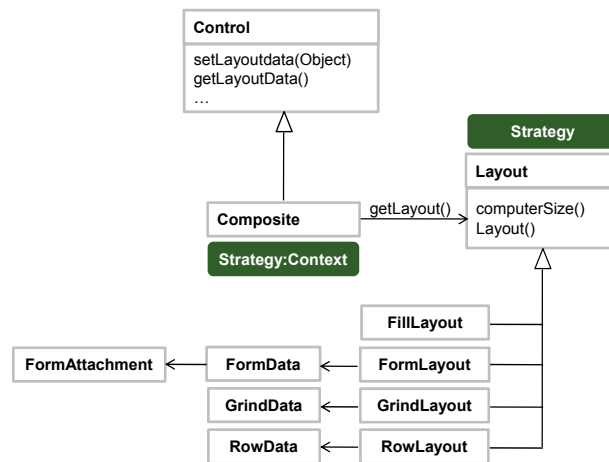 Control
setLayoutdata(Object)
getLayoutData()
…
Strategy
Layout
computerSize()
Layout()
getLayout()
Composite
Strategy:Context
FillLayout
FormAttachment
FormData
FormLayout
GrindData
GrindLayout
RowData
RowLayout